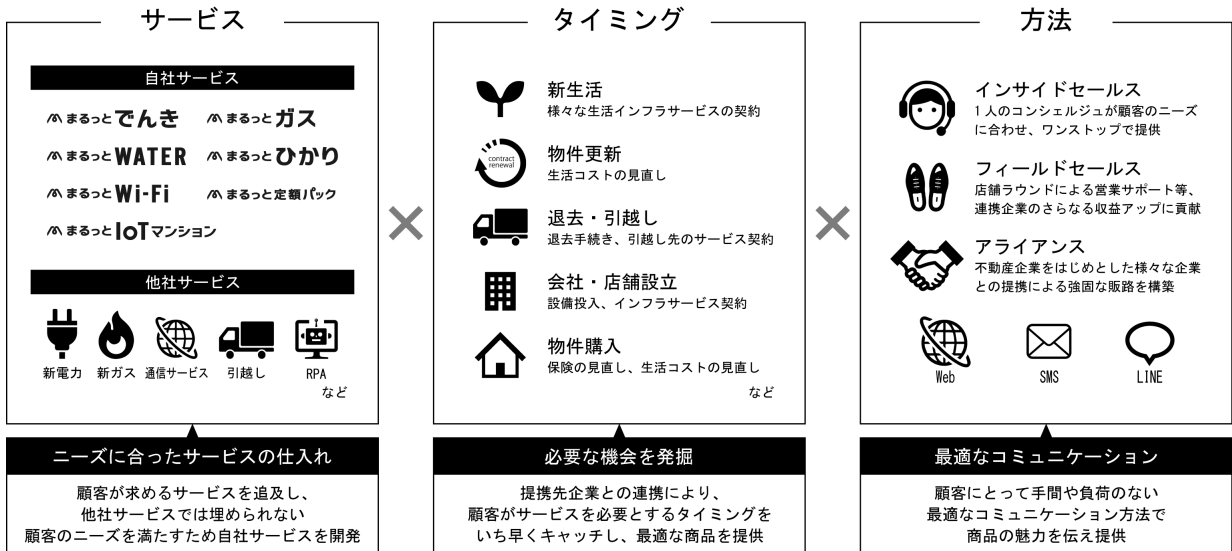 サービス
自社サービス
まるっとでんき
まるっとガス
まるっとWATER
まるっとひかり
まるっとWi-Fi
まるっと定額パック
まるっとIoTマンション
他社サービス
新電力
新ガス
通信サービス
引越し
RPA
など
ニーズに合ったサービスの仕入れ
顧客が求めるサービスを追及し、
他社サービスでは埋められない
顧客のニーズを満たすため自社サービスを開発
×
タイミング
新生活
様々な生活インフラサービスの契約
contract
renewal
物件更新
生活コストの見直し
退去・引越し
退去手続き、引越し先のサービス契約
会社・店舗設立
設備投入、インフラサービス契約
物件購入
保険の見直し、生活コストの見直し
など
必要な機会を発掘
提携先企業との連携により、
顧客がサービスを必要とするタイミングを
いち早くキャッチし、最適な商品を提供
×
方法
インサイドセールス
1人のコンシェルジュが顧客のニーズ
に合わせ、ワンストップで提供
フィールドセールス
店舗ラウンドによる営業サポート等、
連携企業のさらなる収益アップに貢献
アライアンス
不動産企業をはじめとした様々な企業
との提携による強固な販路を構築
Web
SMS
LINE
最適なコミュニケーション
顧客にとって手間や負荷のない
最適なコミュニケーション方法で
商品の魅力を伝え提供